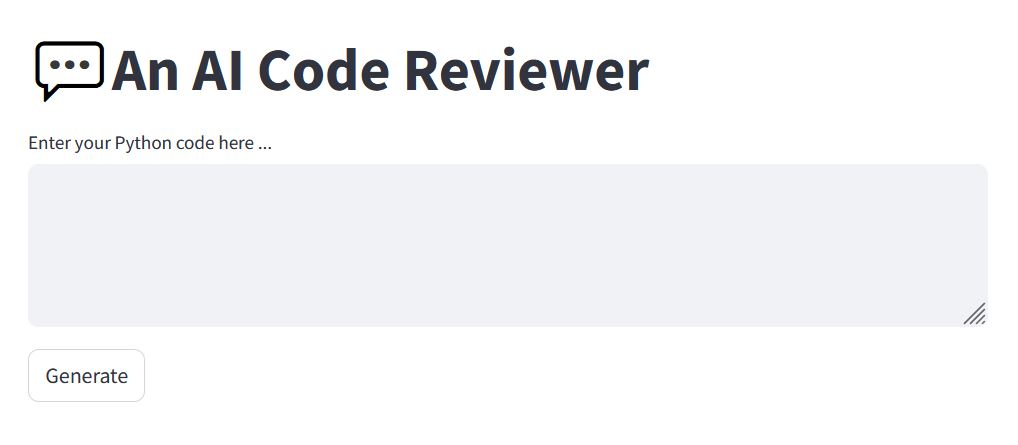 An AI Code Reviewer
Enter your Python code here ...
Generate